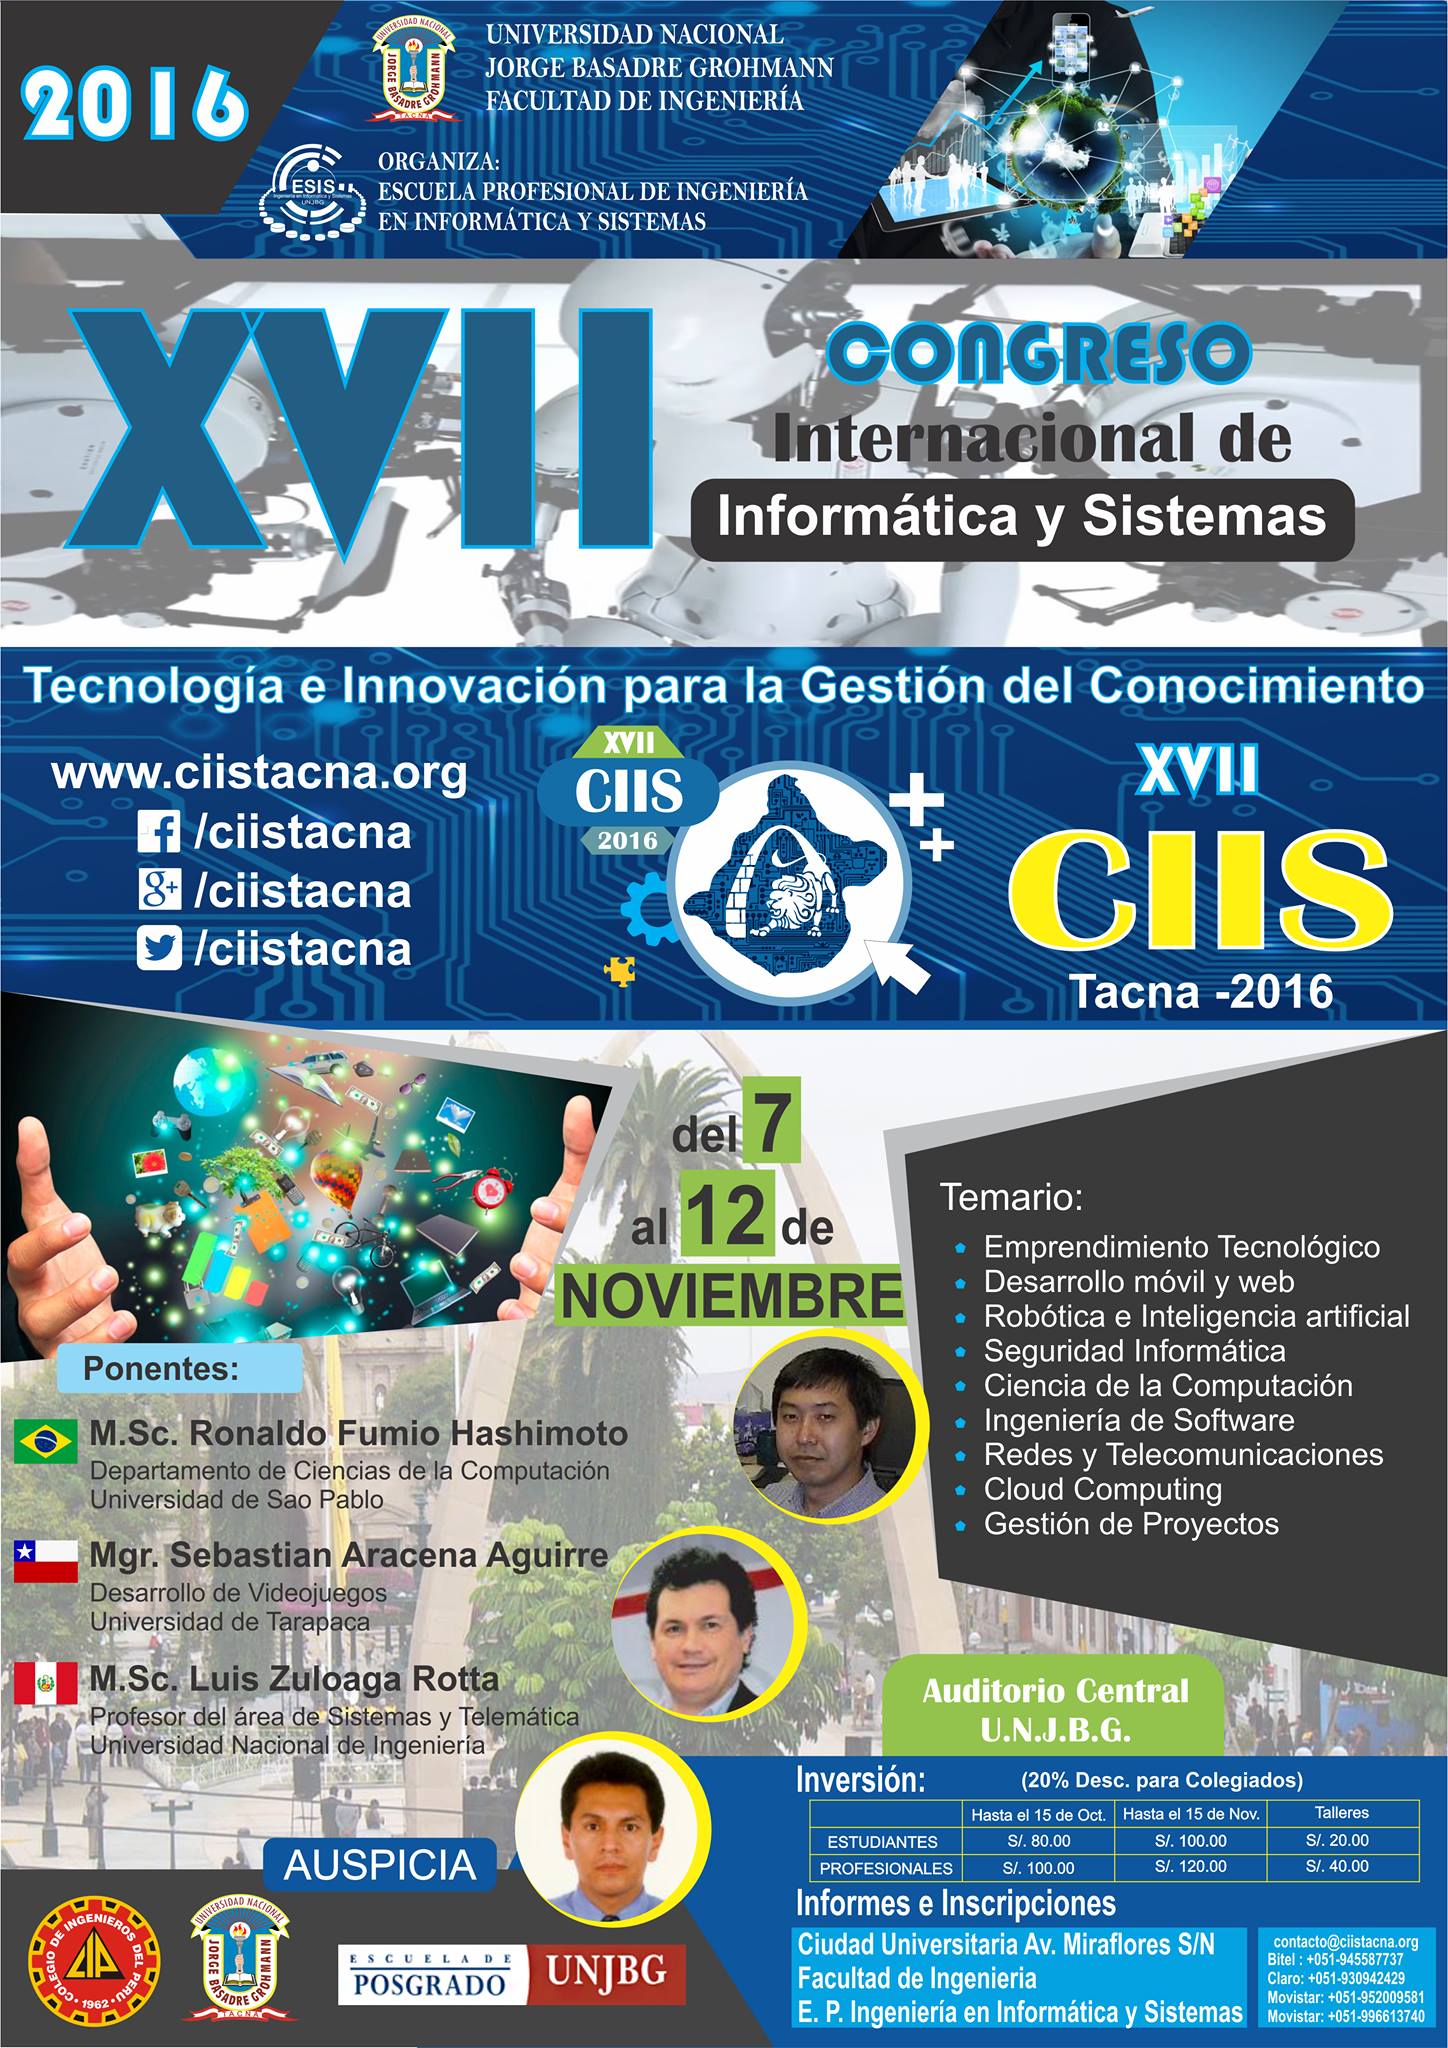 2016
UNIVERSIDAD NACIONAL
JORGE BASADRE GROHMANN
TACNA
UNIVERSIDAD NACIONAL
JORGE BASADRE GROHMANN
FACULTAD DE INGENIERÍA
ESIS
UNJBG
ORGANIZA:
ESCUELA PROFESIONAL DE INGENIERÍA
EN INFORMÁTICA Y SISTEMAS
XVII
CONGRESO
Internacional de
Informática y Sistemas
Tecnología e Innovación para la Gestión del Conocimiento
www.ciistacna.org
/ciistacna
/ciistacna
/ciistacna
XVII
CIIS
2016
XVII
CIIS
Tacna -2016
del 7
al 12 de
NOVIEMBRE
Temario:
Emprendimiento Tecnológico
Desarrollo móvil y web
Robótica e Inteligencia artificial
Seguridad Informática
Ciencia de la Computación
Ingeniería de Software
Redes y Telecomunicaciones
Cloud Computing
Gestión de Proyectos
Ponentes:
M.Sc. Ronaldo Fumio Hashimoto
Departamento de Ciencias de la Computación
Universidad de Sao Pablo
Mgr. Sebastian Aracena Aguirre
Desarrollo de Videojuegos
Universidad de Tarapaca
M.Sc. Luis Zuloaga Rotta
Profesor del área de Sistemas y Telemática
Universidad Nacional de Ingeniería
Auditorio Central
U.N.J.B.G.
Inversión: (20% Desc. para Colegiados)
Hasta el 15 de Oct. Hasta el 15 de Nov. Talleres
ESTUDIANTES S/. 80.00 S/. 100.00 S/. 20.00
PROFESIONALES S/. 100.00 S/. 120.00 S/. 40.00
Informes e Inscripciones
Ciudad Universitaria Av. Miraflores S/N
Facultad de Ingenieria
E. P. Ingeniería en Informática y Sistemas
contacto@ciistacna.org
Bitel : +051-945587737
Claro: +051-930942429
Movistar: +051-952009581
Movistar: +051-996613740
AUSPICIA
COLEGIO DE INGENIEROS DEL PERU
CIP
1962
UNIVERSIDAD NACIONAL
JORGE BASADRE GROHMANN
TACNA
ESCUELA DE
POSGRADO
UNJBG